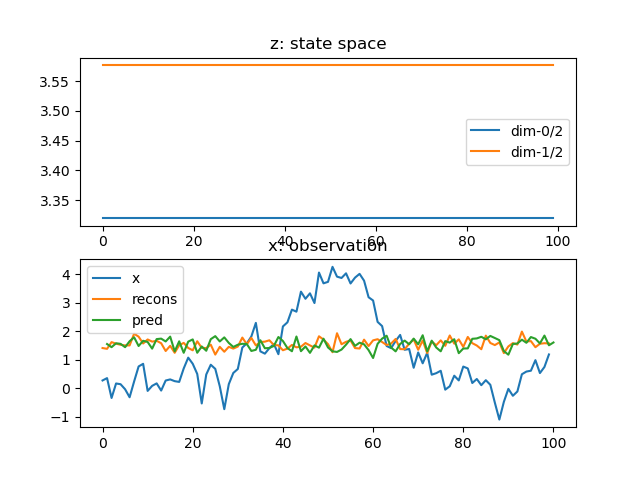 z: state space
3.55
3.50
3.45
3.40
3.35
dim-0/2
dim-1/2
0 20 40 60 80 100
x: observation
4
3
2
1
0
−1
x
recons
pred
0 20 40 60 80 100